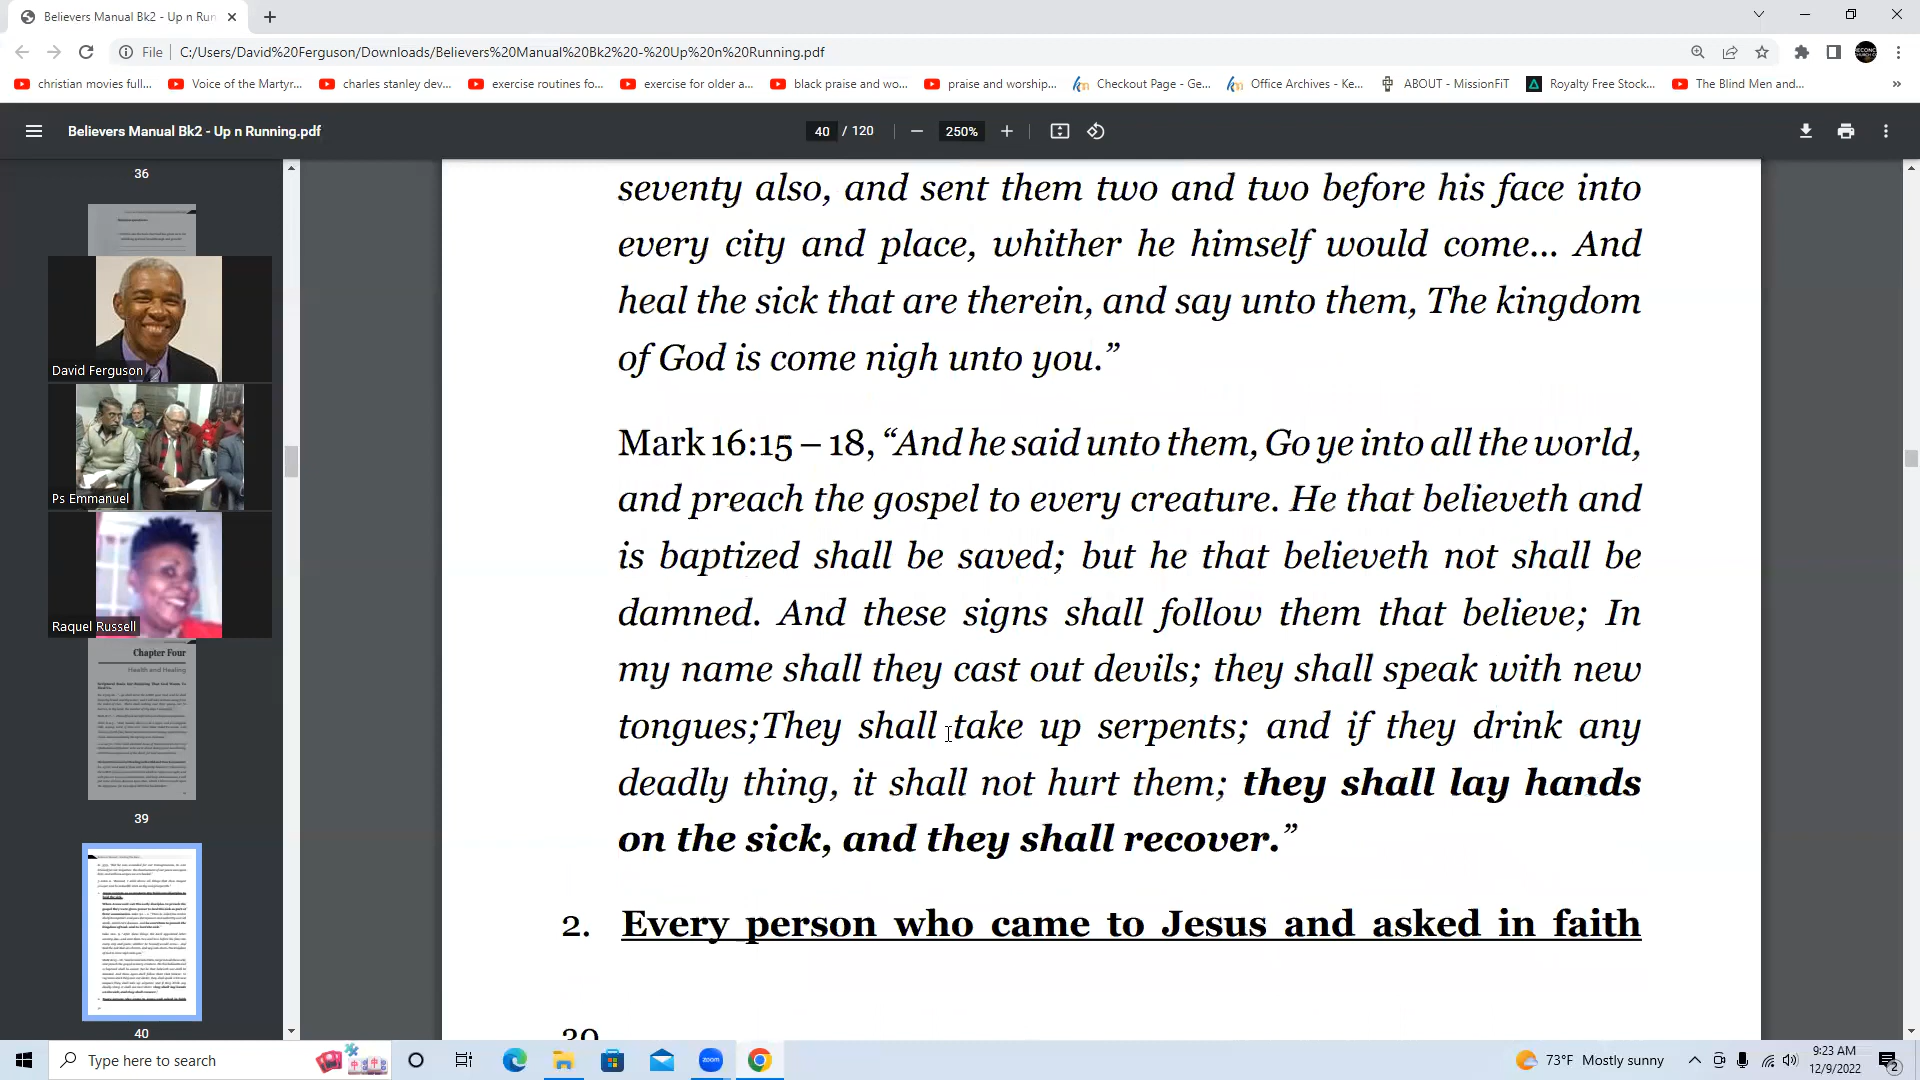 Believers Manual Bk2 - Up n Run
File C:/Users/David%20Ferguson/Downloads/Believers%20Manual%20Bk2%20-%20Up%20n%20Running.pdf
christian movies full... Voice of the Martyr... charles stanley dev... exercise routines fo... exercise for older a... black praise and wo... praise and worship... Checkout Page - Ge... Office Archives - Ke... ABOUT - MissionFiT Royalty Free Stock... The Blind Men and... »
Believers Manual Bk2 - Up n Running.pdf 40 / 120 250%
36
David Ferguson
Ps Emmanuel
Raquel Russell
Chapter Four
Health and Healing
39
40
seventy also, and sent them two and two before his face into
every city and place, whither he himself would come... And
heal the sick that are therein, and say unto them, The kingdom
of God is come nigh unto you.”
Mark 16:15 – 18, “And he said unto them, Go ye into all the world,
and preach the gospel to every creature. He that believeth and
is baptized shall be saved; but he that believeth not shall be
damned. And these signs shall follow them that believe; In
my name shall they cast out devils; they shall speak with new
tongues;They shall take up serpents; and if they drink any
deadly thing, it shall not hurt them; they shall lay hands
on the sick, and they shall recover.”
2. Every person who came to Jesus and asked in faith
30
Type here to search
zoom
73°F Mostly sunny
9:23 AM
12/9/2022
2